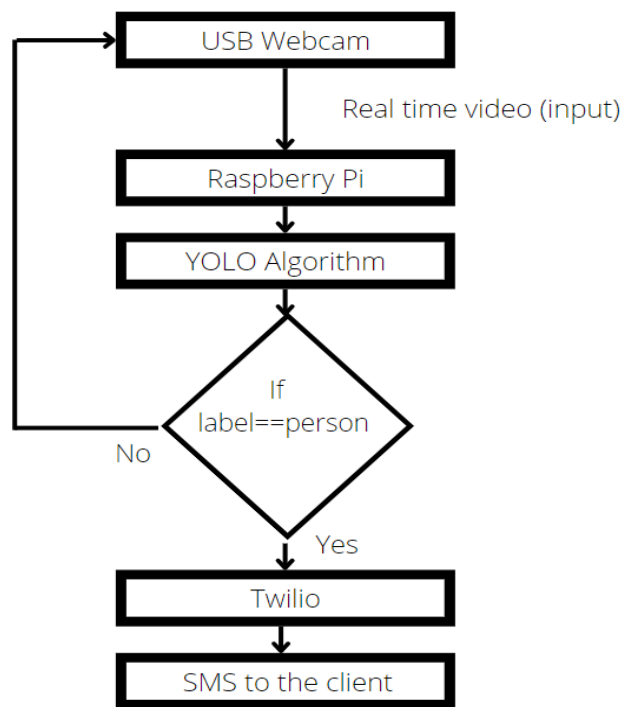 USB Webcam
Real time video (input)
Raspberry Pi
YOLO Algorithm
If
label==person
No
Yes
Twilio
SMS to the client